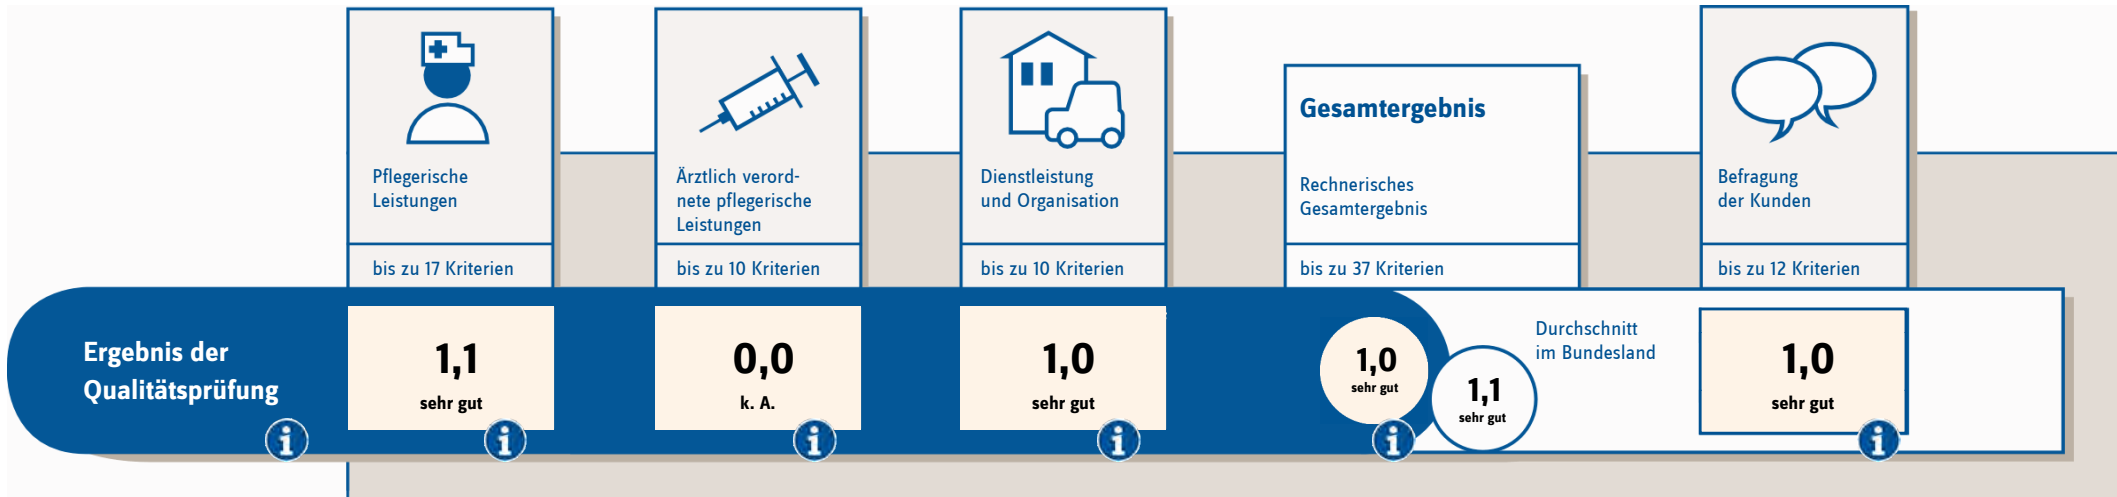 Pflegerische
Leistungen
bis zu 17 Kriterien
Ärztlich verord-
nete pflegerische
Leistungen
bis zu 10 Kriterien
Dienstleistung
und Organisation
bis zu 10 Kriterien
Gesamtergebnis
Rechnerisches
Gesamtergebnis
bis zu 37 Kriterien
Befragung
der Kunden
bis zu 12 Kriterien
Ergebnis der
Qualitätsprüfung
1,1
sehr gut
0,0
k. A.
1,0
sehr gut
1,0
sehr gut
1,1
sehr gut
Durchschnitt
im Bundesland
1,0
sehr gut